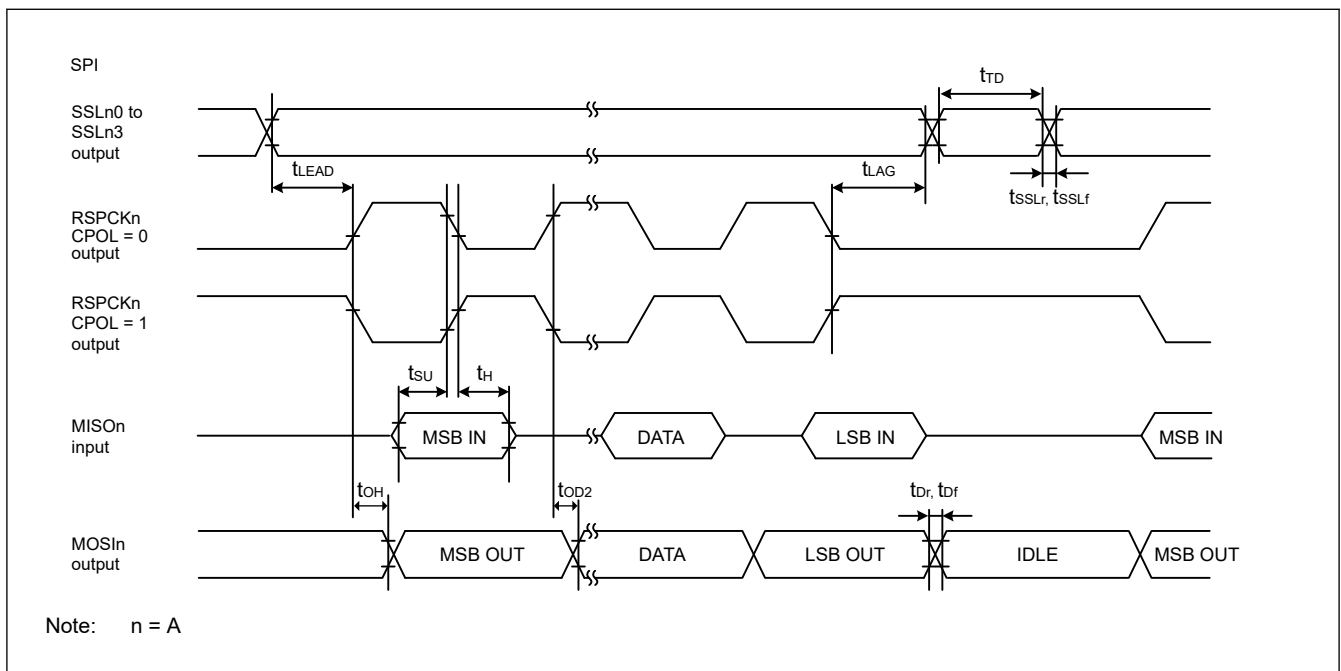 SPI
tTD
SSLn0 to
SSLn3
output
tLEAD
tLAG
tSSLr, tSSLf
RSPCKn
CPOL = 0
output
RSPCKn
CPOL = 1
output
tSU
tH
MISOn
input
MSB IN
DATA
LSB IN
MSB IN
tOH
tOD2
tDr, tDf
MOSIn
output
MSB OUT
DATA
LSB OUT
IDLE
MSB OUT
Note: n = A